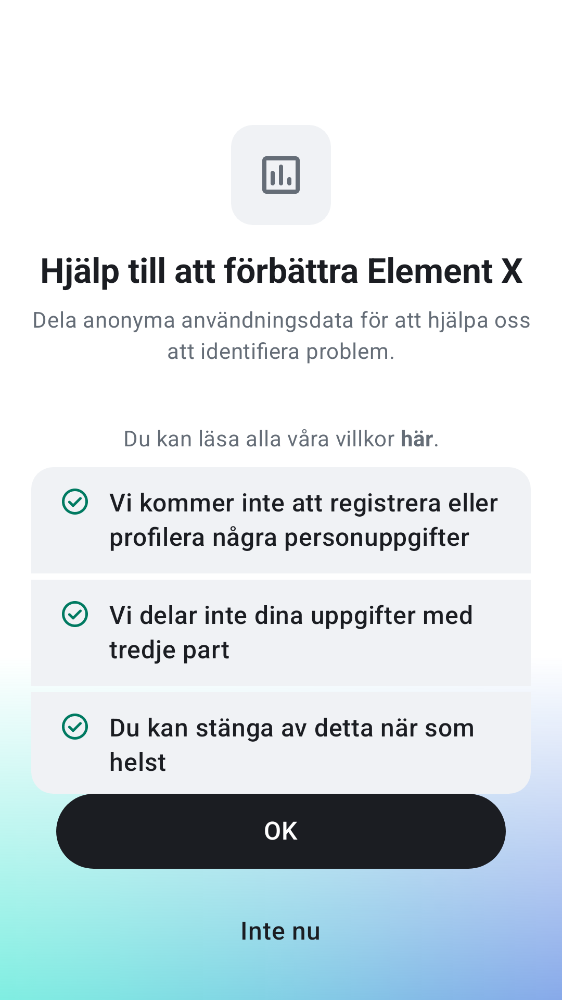 Hjälp till att förbättra Element X
Dela anonyma användningsdata för att hjälpa oss
att identifiera problem.
Du kan läsa alla våra villkor här.
Vi kommer inte att registrera eller
profilera några personuppgifter
Vi delar inte dina uppgifter med
tredje part
Du kan stänga av detta när som
helst
OK
Inte nu